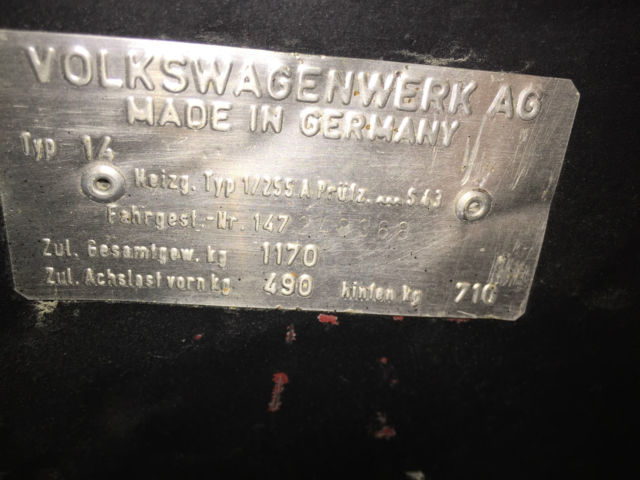 VOLKSWAGENWERK AG
MADE IN GERMANY
Typ 14
Heizg. Typ 1/255 A Prüfz. S 43
Fahrgest.-Nr. 147
Zul. Gesamtgew. kg 1170
Zul. Achslast vorn kg 490 hinten kg 710